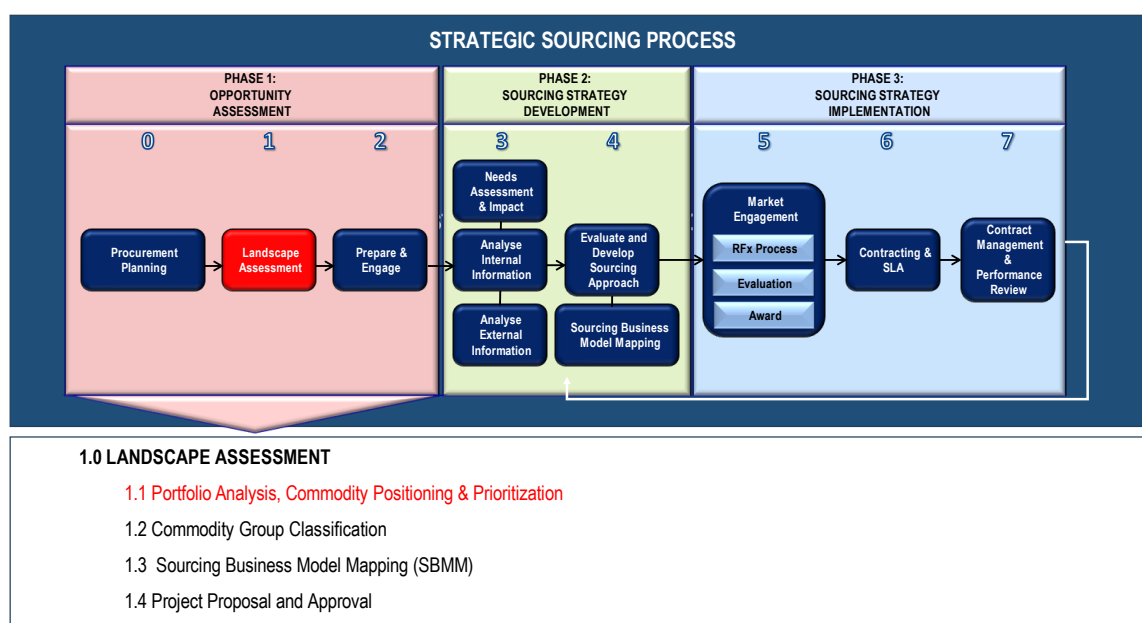 STRATEGIC SOURCING PROCESS
PHASE 1:
OPPORTUNITY
ASSESSMENT
PHASE 2:
SOURCING STRATEGY
DEVELOPMENT
PHASE 3:
SOURCING STRATEGY
IMPLEMENTATION
0
1
2
3
4
5
6
7
Procurement
Planning
Landscape
Assessment
Prepare &
Engage
Needs
Assessment
& Impact
Analyse
Internal
Information
Analyse
External
Information
Evaluate and
Develop
Sourcing
Approach
Sourcing Business
Model Mapping
Market
Engagement
RFx Process
Evaluation
Award
Contracting &
SLA
Contract
Management
&
Performance
Review
1.0 LANDSCAPE ASSESSMENT
1.1 Portfolio Analysis, Commodity Positioning & Prioritization
1.2 Commodity Group Classification
1.3 Sourcing Business Model Mapping (SBMM)
1.4 Project Proposal and Approval